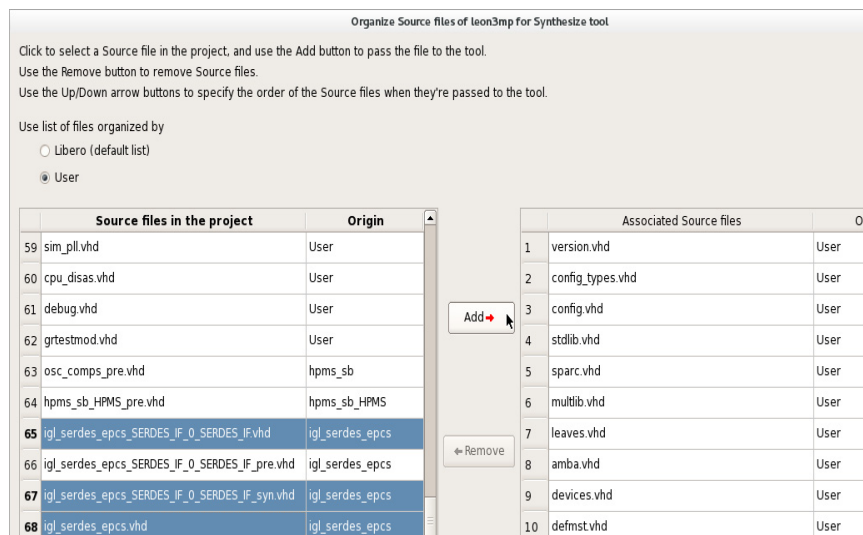 Organize Source files of leon3mp for Synthesize tool
Click to select a Source file in the project, and use the Add button to pass the file to the tool.
Use the Remove button to remove Source files.
Use the Up/Down arrow buttons to specify the order of the Source files when they're passed to the tool.
Use list of files organized by
Libero (default list)
User
Source files in the project Origin
59 sim_pll.vhd User
60 cpu_disas.vhd User
61 debug.vhd User
62 grtestmod.vhd User
63 osc_comps_pre.vhd hpms_sb
64 hpms_sb_HPMS_pre.vhd hpms_sb_HPMS
65 igl_serdes_epcs_SERDES_IF_0_SERDES_IF.vhd igl_serdes_epcs
66 igl_serdes_epcs_SERDES_IF_0_SERDES_IF_pre.vhd igl_serdes_epcs
67 igl_serdes_epcs_SERDES_IF_0_SERDES_IF_syn.vhd igl_serdes_epcs
68 igl_serdes_epcs.vhd igl_serdes_epcs
Add
Remove
Associated Source files O
1 version.vhd User
2 config_types.vhd User
3 config.vhd User
4 stdlib.vhd User
5 sparc.vhd User
6 multlib.vhd User
7 leaves.vhd User
8 amba.vhd User
9 devices.vhd User
10 defmst.vhd User